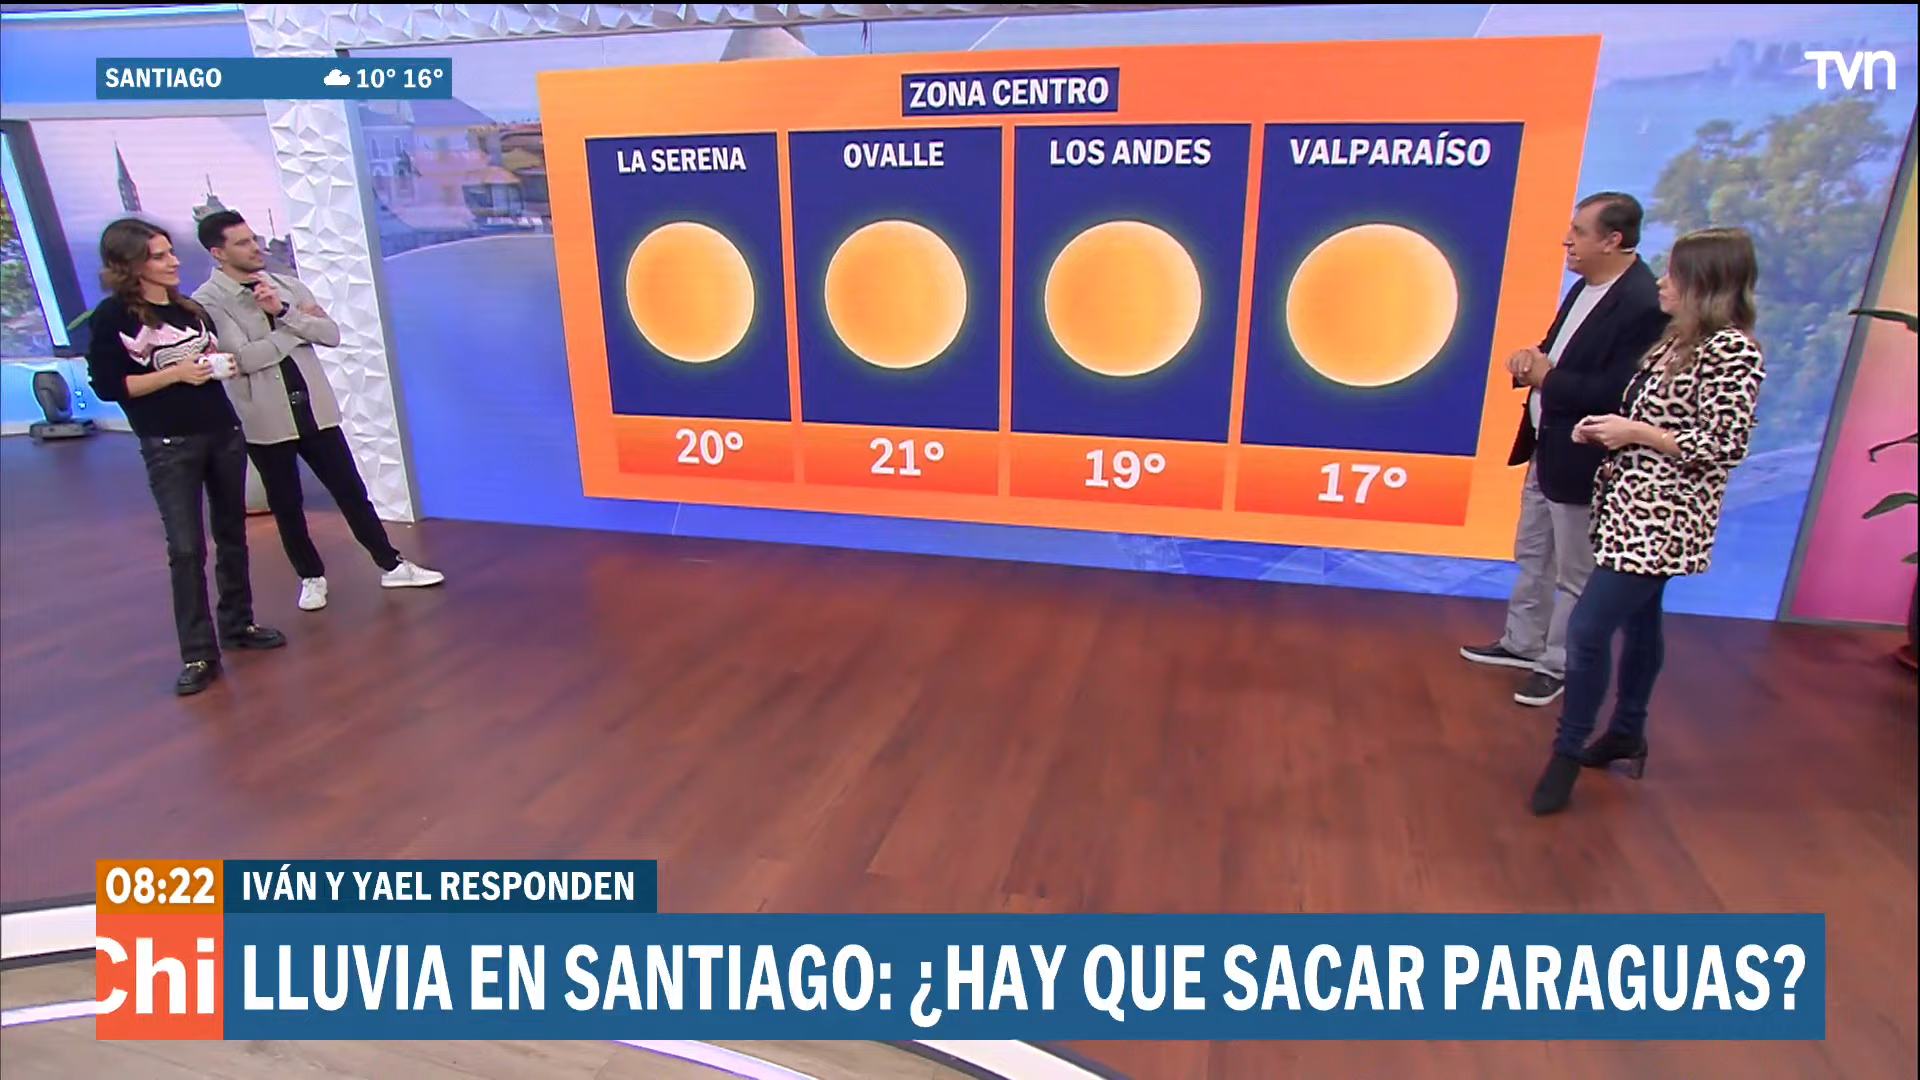 SANTIAGO 10° 16°
TVN
ZONA CENTRO
LA SERENA OVALLE LOS ANDES VALPARAÍSO
20° 21° 19° 17°
08:22 IVÁN Y YAEL RESPONDEN
Chi LLUVIA EN SANTIAGO: ¿HAY QUE SACAR PARAGUAS?